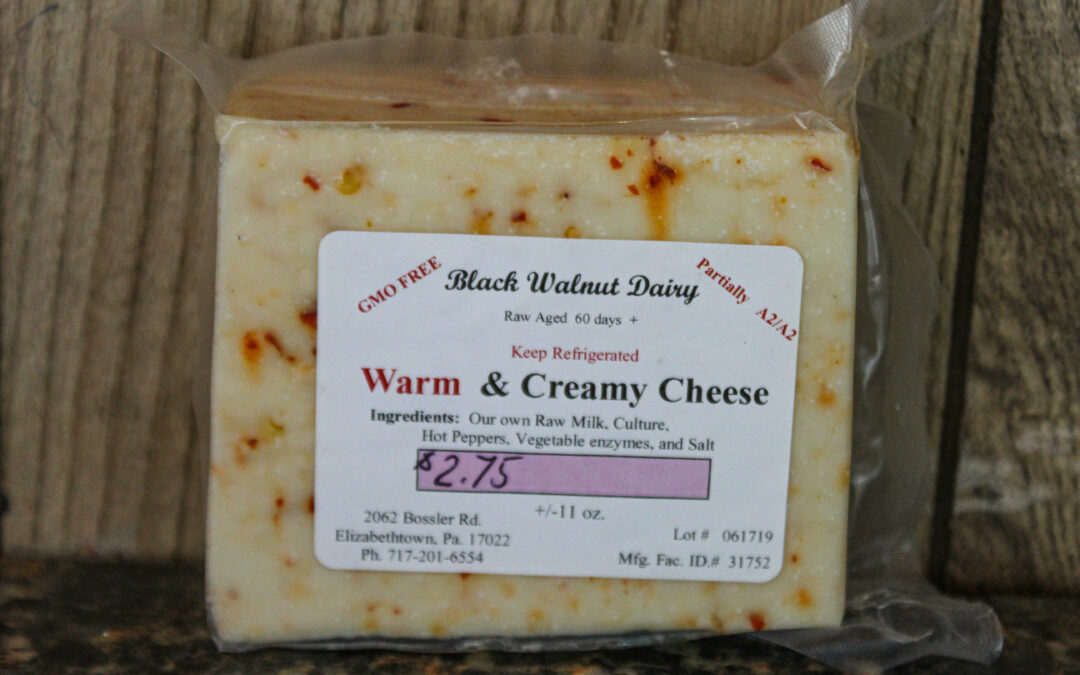 GMO FREE
Black Walnut Dairy
Partially A2/A2
Raw Aged 60 days +
Keep Refrigerated
Warm & Creamy Cheese
Ingredients: Our own Raw Milk, Culture,
Hot Peppers, Vegetable enzymes, and Salt
$2.75
+/-11 oz.
2062 Bossler Rd.
Elizabethtown, Pa. 17022
Ph. 717-201-6554
Lot # 061719
Mfg. Fac. ID.# 31752